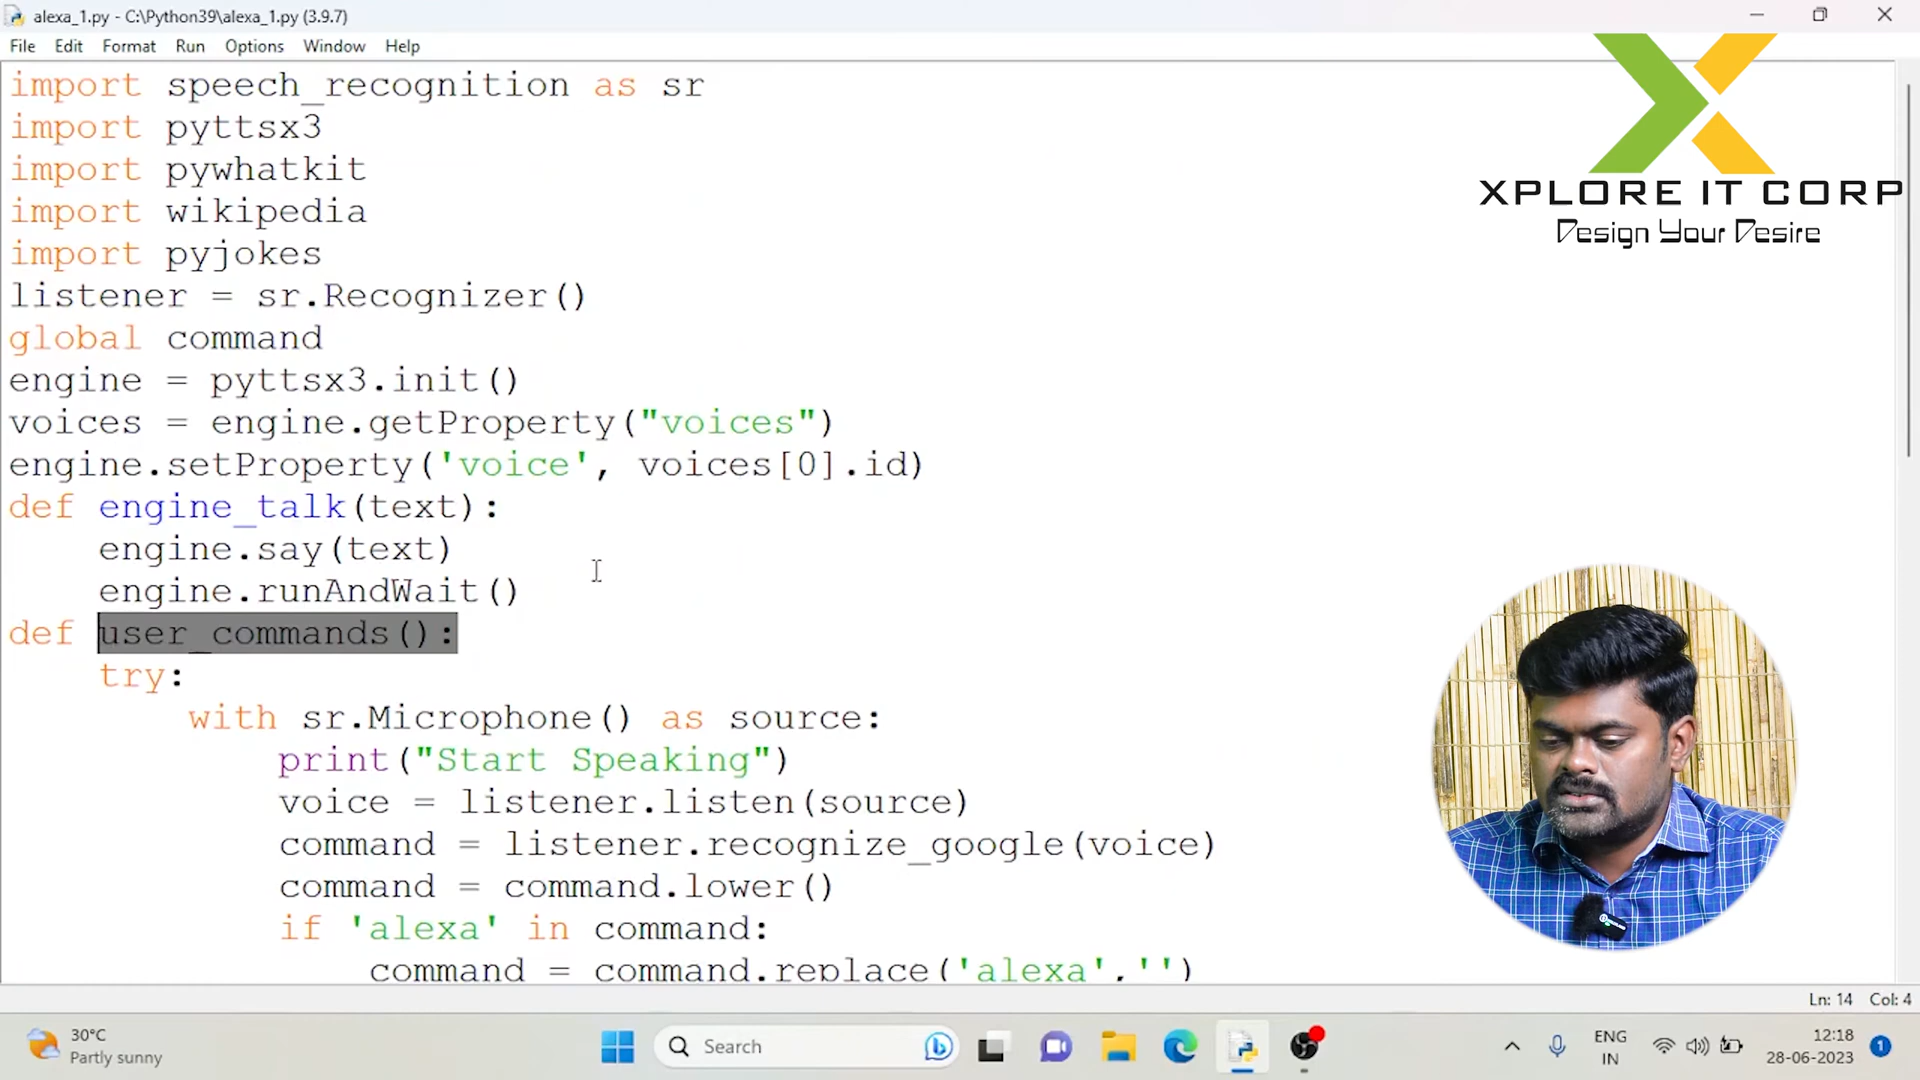 alexa_1.py - C:\Python39\alexa_1.py (3.9.7)
File Edit Format Run Options Window Help
import speech_recognition as sr
import pyttsx3
import pywhatkit
import wikipedia
import pyjokes
listener = sr.Recognizer()
global command
engine = pyttsx3.init()
voices = engine.getProperty("voices")
engine.setProperty('voice', voices[0].id)
def engine_talk(text):
    engine.say(text)
    engine.runAndWait()
def user_commands():
    try:
        with sr.Microphone() as source:
            print("Start Speaking")
            voice = listener.listen(source)
            command = listener.recognize_google(voice)
            command = command.lower()
            if 'alexa' in command:
                command = command.replace('alexa','')
XPLORE IT CORP
Design Your Desire
Ln: 14 Col: 4
30°C
Partly sunny
Search
ENG
IN
12:18
28-06-2023
1